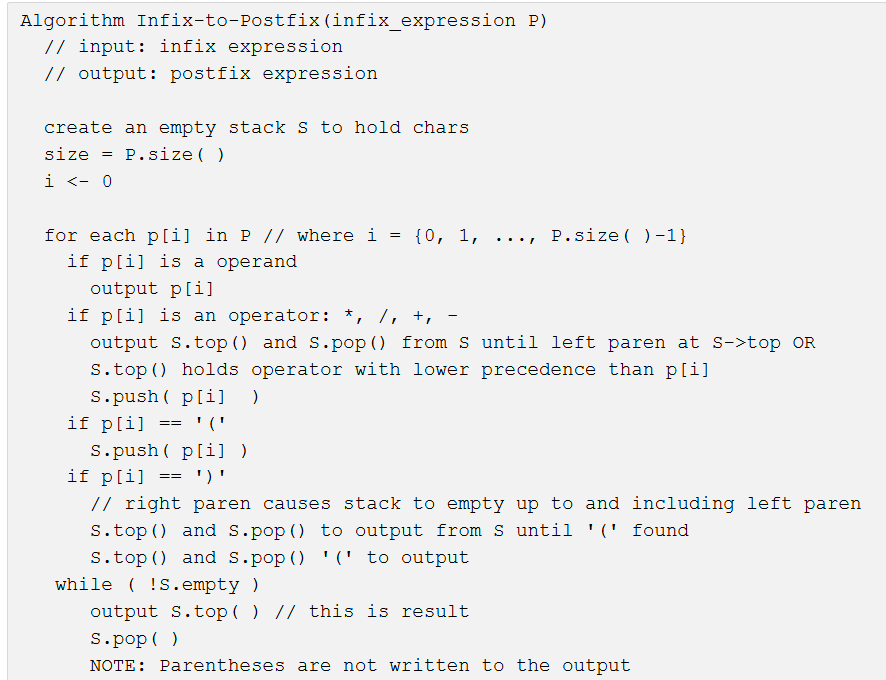 Algorithm Infix-to-Postfix(infix_expression P)
// input: infix expression
// output: postfix expression
create an empty stack S to hold chars
size = P.size( )
i <- 0
for each p[i] in P // where i = {0, 1, ..., P.size( )-1}
if p[i] is a operand
output p[i]
if p[i] is an operator: *, /, +, -
output S.top() and S.pop() from S until left paren at S->top OR
S.top() holds operator with lower precedence than p[i]
S.push( p[i]  )
if p[i] == '('
S.push( p[i] )
if p[i] == ')'
// right paren causes stack to empty up to and including left paren
S.top() and S.pop() to output from S until '(' found
S.top() and S.pop() '(' to output
while ( !S.empty )
output S.top( ) // this is result
S.pop( )
NOTE: Parentheses are not written to the output